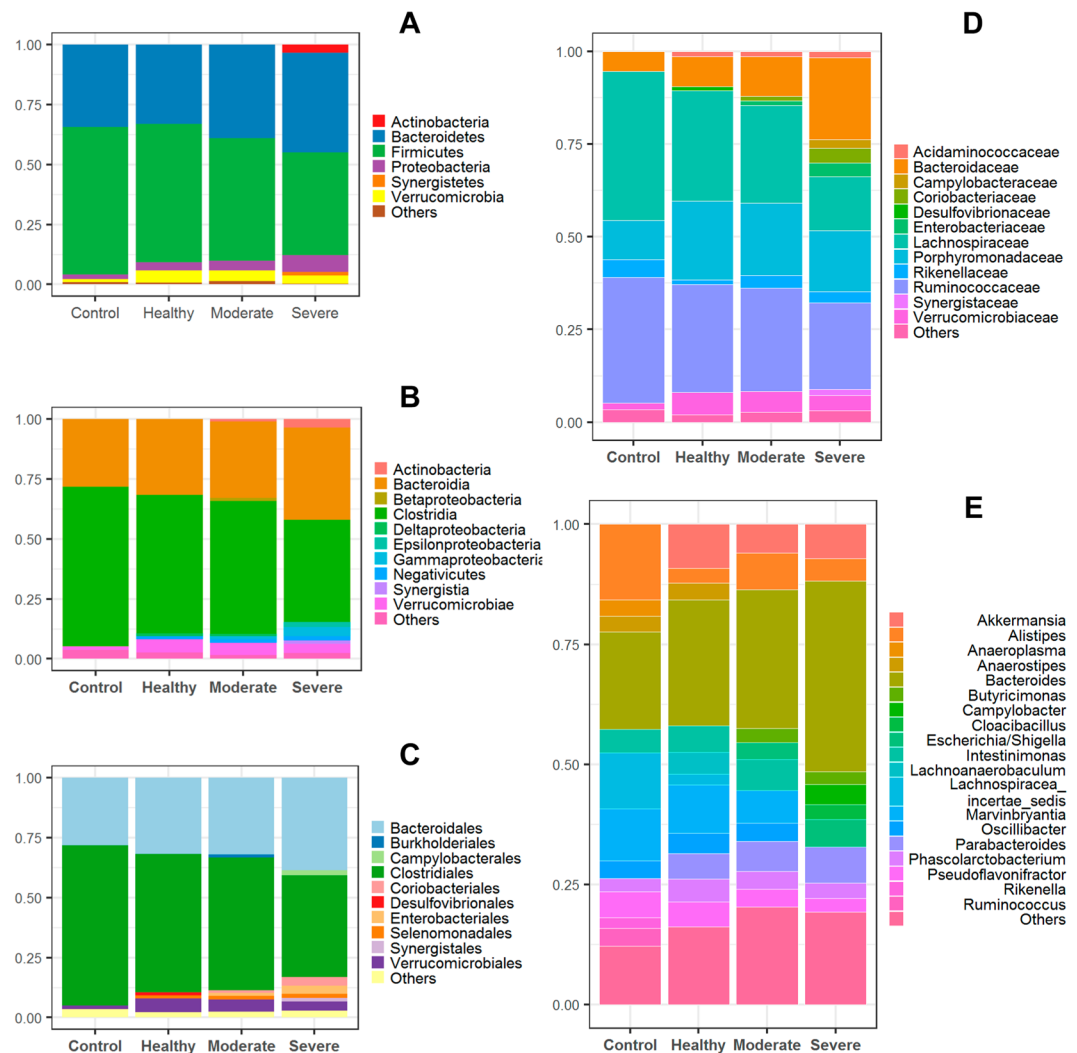 A
1.00
0.75
0.50
0.25
0.00
Control
Healthy
Moderate
Severe
Actinobacteria
Bacteroidetes
Firmicutes
Proteobacteria
Synergistetes
Verrucomicrobia
Others
B
1.00
0.75
0.50
0.25
0.00
Control
Healthy
Moderate
Severe
Actinobacteria
Bacteroidia
Betaproteobacteria
Clostridia
Deltaproteobacteria
Epsilonproteobacteria
Gammaproteobacteria
Negativicutes
Synergistia
Verrucomicrobiae
Others
C
1.00
0.75
0.50
0.25
0.00
Control
Healthy
Moderate
Severe
Bacteroidales
Burkholderiales
Campylobacterales
Clostridiales
Coriobacteriales
Desulfovibrionales
Enterobacteriales
Selenomonadales
Synergistales
Verrucomicrobiales
Others
D
1.00
0.75
0.50
0.25
0.00
Control
Healthy
Moderate
Severe
Acidaminococcaceae
Bacteroidaceae
Campylobacteraceae
Coriobacteriaceae
Desulfovibrionaceae
Enterobacteriaceae
Lachnospiraceae
Porphyromonadaceae
Rikenellaceae
Ruminococcaceae
Synergistaceae
Verrucomicrobiaceae
Others
E
1.00
0.75
0.50
0.25
0.00
Control
Healthy
Moderate
Severe
Akkermansia
Alistipes
Anaeroplasma
Anaerostipes
Bacteroides
Butyricimonas
Campylobacter
Cloacibacillus
Escherichia/Shigella
Intestinimonas
Lachnoanaerobaculum
Lachnospiracea_
incertae_sedis
Marvinbryantia
Oscillibacter
Parabacteroides
Phascolarctobacterium
Pseudoflavonifractor
Rikenella
Ruminococcus
Others